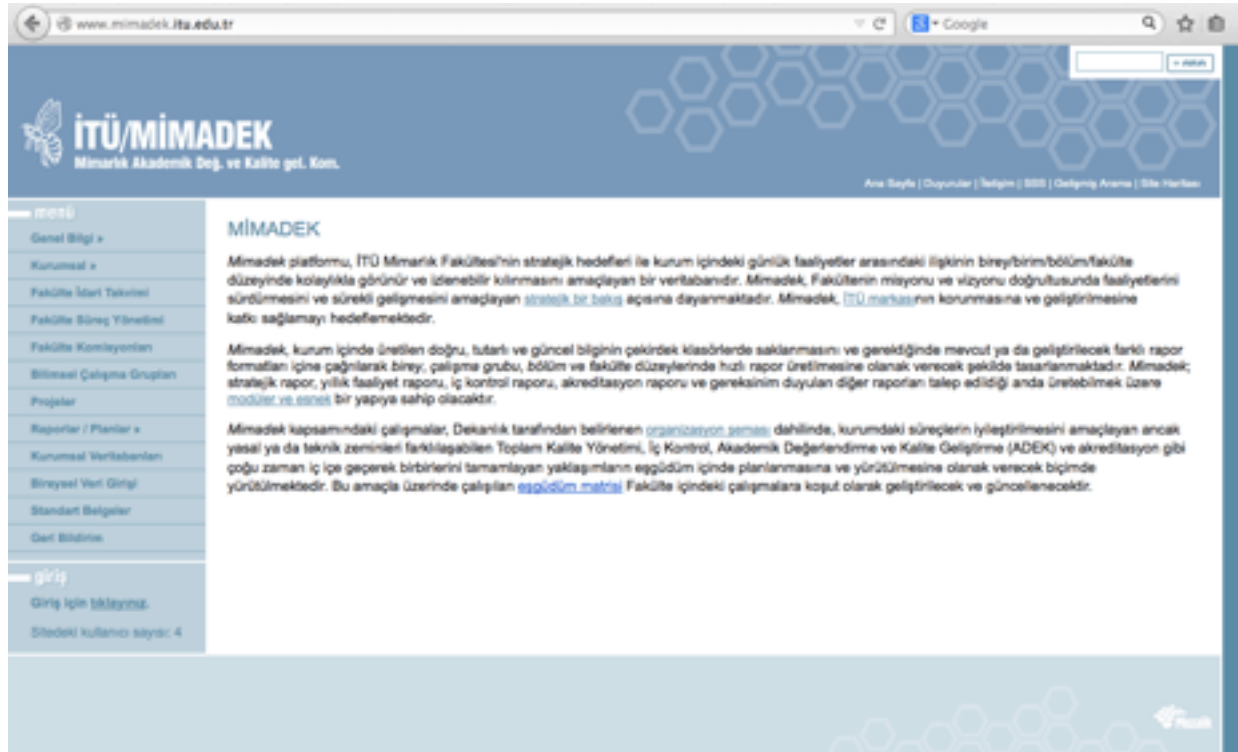 www.mimadek.itu.edu.tr
Google
İTÜ/MİMADEK
Mimarlık Akademik Değ. ve Kalite gel. Kom.
Ana Sayfa | Duyurular | İletişim | SSS | Gelişmiş Arama | Site Haritası
menü
Genel Bilgi »
Kurumsal »
Fakülte İdari Takvimi
Fakülte Süreç Yönetimi
Fakülte Komisyonları
Bilimsel Çalışma Grupları
Projeler
Raporlar / Planlar »
Kurumsal Veritabanları
Bireysel Veri Girişi
Standart Belgeler
Geri Bildirim
giriş
Giriş için tıklayınız.
Sitedeki kullanıcı sayısı: 4
MİMADEK
Mimadek platformu, İTÜ Mimarlık Fakültesi'nin stratejik hedefleri ile kurum içindeki günlük faaliyetler arasındaki ilişkinin birey/birim/bölüm/fakülte
düzeyinde kolaylıkla görünür ve izlenebilir kılınmasını amaçlayan bir veritabanıdır. Mimadek, Fakültenin misyonu ve vizyonu doğrultusunda faaliyetlerini
sürdürmesini ve sürekli gelişmesini amaçlayan stratejik bir bakış açısına dayanmaktadır. Mimadek, İTÜ markasının korunmasına ve geliştirilmesine
katkı sağlamayı hedeflemektedir.
Mimadek, kurum içinde üretilen doğru, tutarlı ve güncel bilginin çekirdek klasörlerde saklanmasını ve gerektiğinde mevcut ya da geliştirilecek farklı rapor
formatları içine çağrılarak birey, çalışma grubu, bölüm ve fakülte düzeylerinde hızlı rapor üretilmesine olanak verecek şekilde tasarlanmaktadır. Mimadek;
stratejik rapor, yıllık faaliyet raporu, iç kontrol raporu, akreditasyon raporu ve gereksinim duyulan diğer raporları talep edildiği anda üretebilmek üzere
modüler ve esnek bir yapıya sahip olacaktır.
Mimadek kapsamındaki çalışmalar, Dekanlık tarafından belirlenen organizasyon şeması dahilinde, kurumdaki süreçlerin iyileştirilmesini amaçlayan ancak
yasal ya da teknik zeminleri farklılaşabilen Toplam Kalite Yönetimi, İç Kontrol, Akademik Değerlendirme ve Kalite Geliştirme (ADEK) ve akreditasyon gibi
çoğu zaman iç içe geçerek birbirlerini tamamlayan yaklaşımların eşgüdüm içinde planlanmasına ve yürütülmesine olanak verecek biçimde
yürütülmektedir. Bu amaçla üzerinde çalışılan eşgüdüm matrisi Fakülte içindeki çalışmalara koşut olarak geliştirilecek ve güncellenecektir.